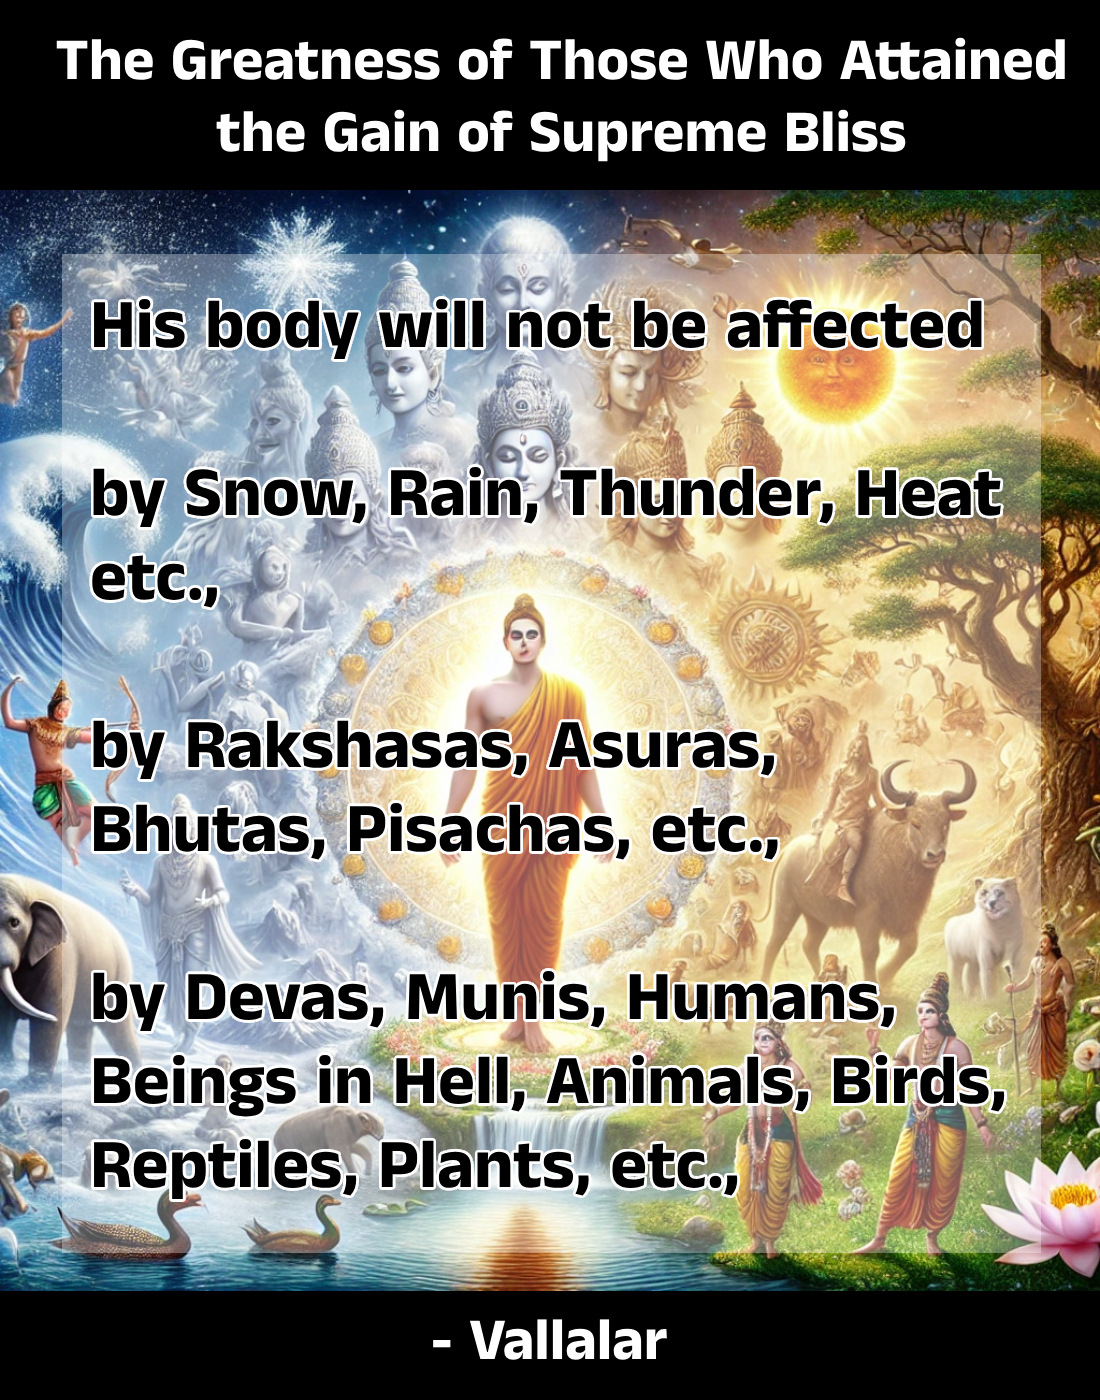 The Greatness of Those Who Attained
the Gain of Supreme Bliss
His body will not be affected
by Snow, Rain, Thunder, Heat
etc.,
by Rakshasas, Asuras,
Bhutas, Pisachas, etc.,
by Devas, Munis, Humans,
Beings in Hell, Animals, Birds,
Reptiles, Plants, etc.,
- Vallalar